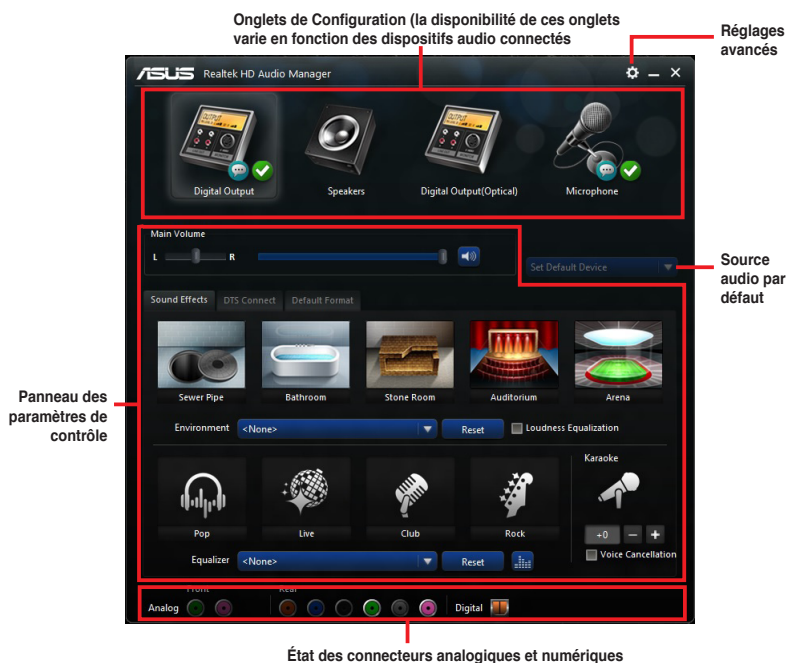 Onglets de Configuration (la disponibilité de ces onglets
varie en fonction des dispositifs audio connectés
Réglages
avancés
ASUS Realtek HD Audio Manager
OUTPUT
OUTPUT
Digital Output
Speakers
Digital Output(Optical)
Microphone
Main Volume
L
R
Set Default Device
Source
audio par
défaut
Sound Effects
DTS Connect
Default Format
Sewer Pipe
Bathroom
Stone Room
Auditorium
Arena
Panneau des
paramètres de
contrôle
Environment
<None>
Reset
Loudness Equalization
Karaoke
Pop
Live
Club
Rock
+0
Equalizer
<None>
Reset
Voice Cancellation
Front
Rear
Analog
Digital
État des connecteurs analogiques et numériques